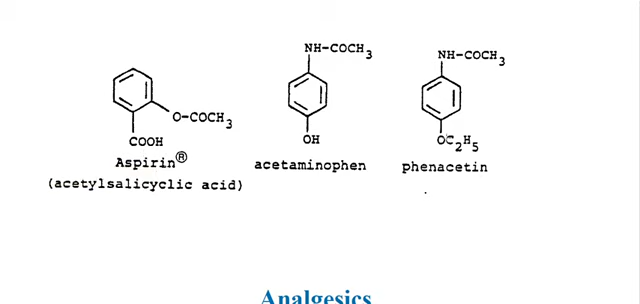 NH-COCH3
NH-COCH3
O-COCH3
COOH
OH
OC2H5
Aspirin®
acetaminophen
phenacetin
(acetylsalicyclic acid)
Analgesics